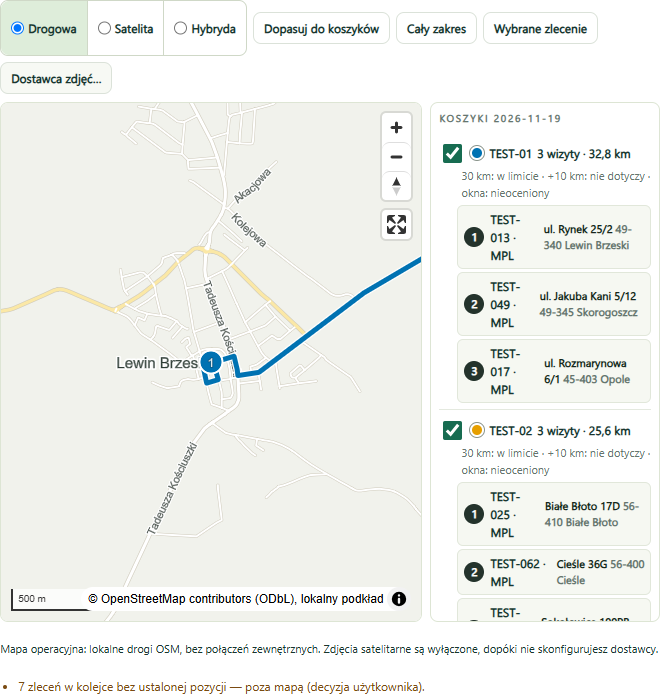 Drogowa
Satelita
Hybryda
Dopasuj do koszyków
Cały zakres
Wybrane zlecenie
Dostawca zdjęć...
Akacjowa
Kolejowa
Tadeusza Kości
Lewin Brzes
1
Tadeusza Kościuszki
500 m
© OpenStreetMap contributors (ODbL), lokalny podkład
KOSZYKI 2026-11-19
TEST-01 3 wizyty · 32,8 km
30 km: w limicie · +10 km: nie dotyczy ·
okna: nieoceniony
1
TEST-
013 ·
MPL
ul. Rynek 25/2 49-
340 Lewin Brzeski
2
TEST-
049 ·
MPL
ul. Jakuba Kani 5/12
49-345 Skorogoszcz
3
TEST-
017 ·
MPL
ul. Rozmarynowa
6/1 45-403 Opole
TEST-02 3 wizyty · 25,6 km
30 km: w limicie · +10 km: nie dotyczy ·
okna: nieoceniony
1
TEST-
025 ·
MPL
Białe Błoto 17D 56-
410 Białe Błoto
2
TEST-062 ·
MPL
Cieśle 36G 56-400
Cieśle
TEST-
Mapa operacyjna: lokalne drogi OSM, bez połączeń zewnętrznych. Zdjęcia satelitarne są wyłączone, dopóki nie skonfigurujesz dostawcy.
• 7 zleceń w kolejce bez ustalonej pozycji — poza mapą (decyzja użytkownika).